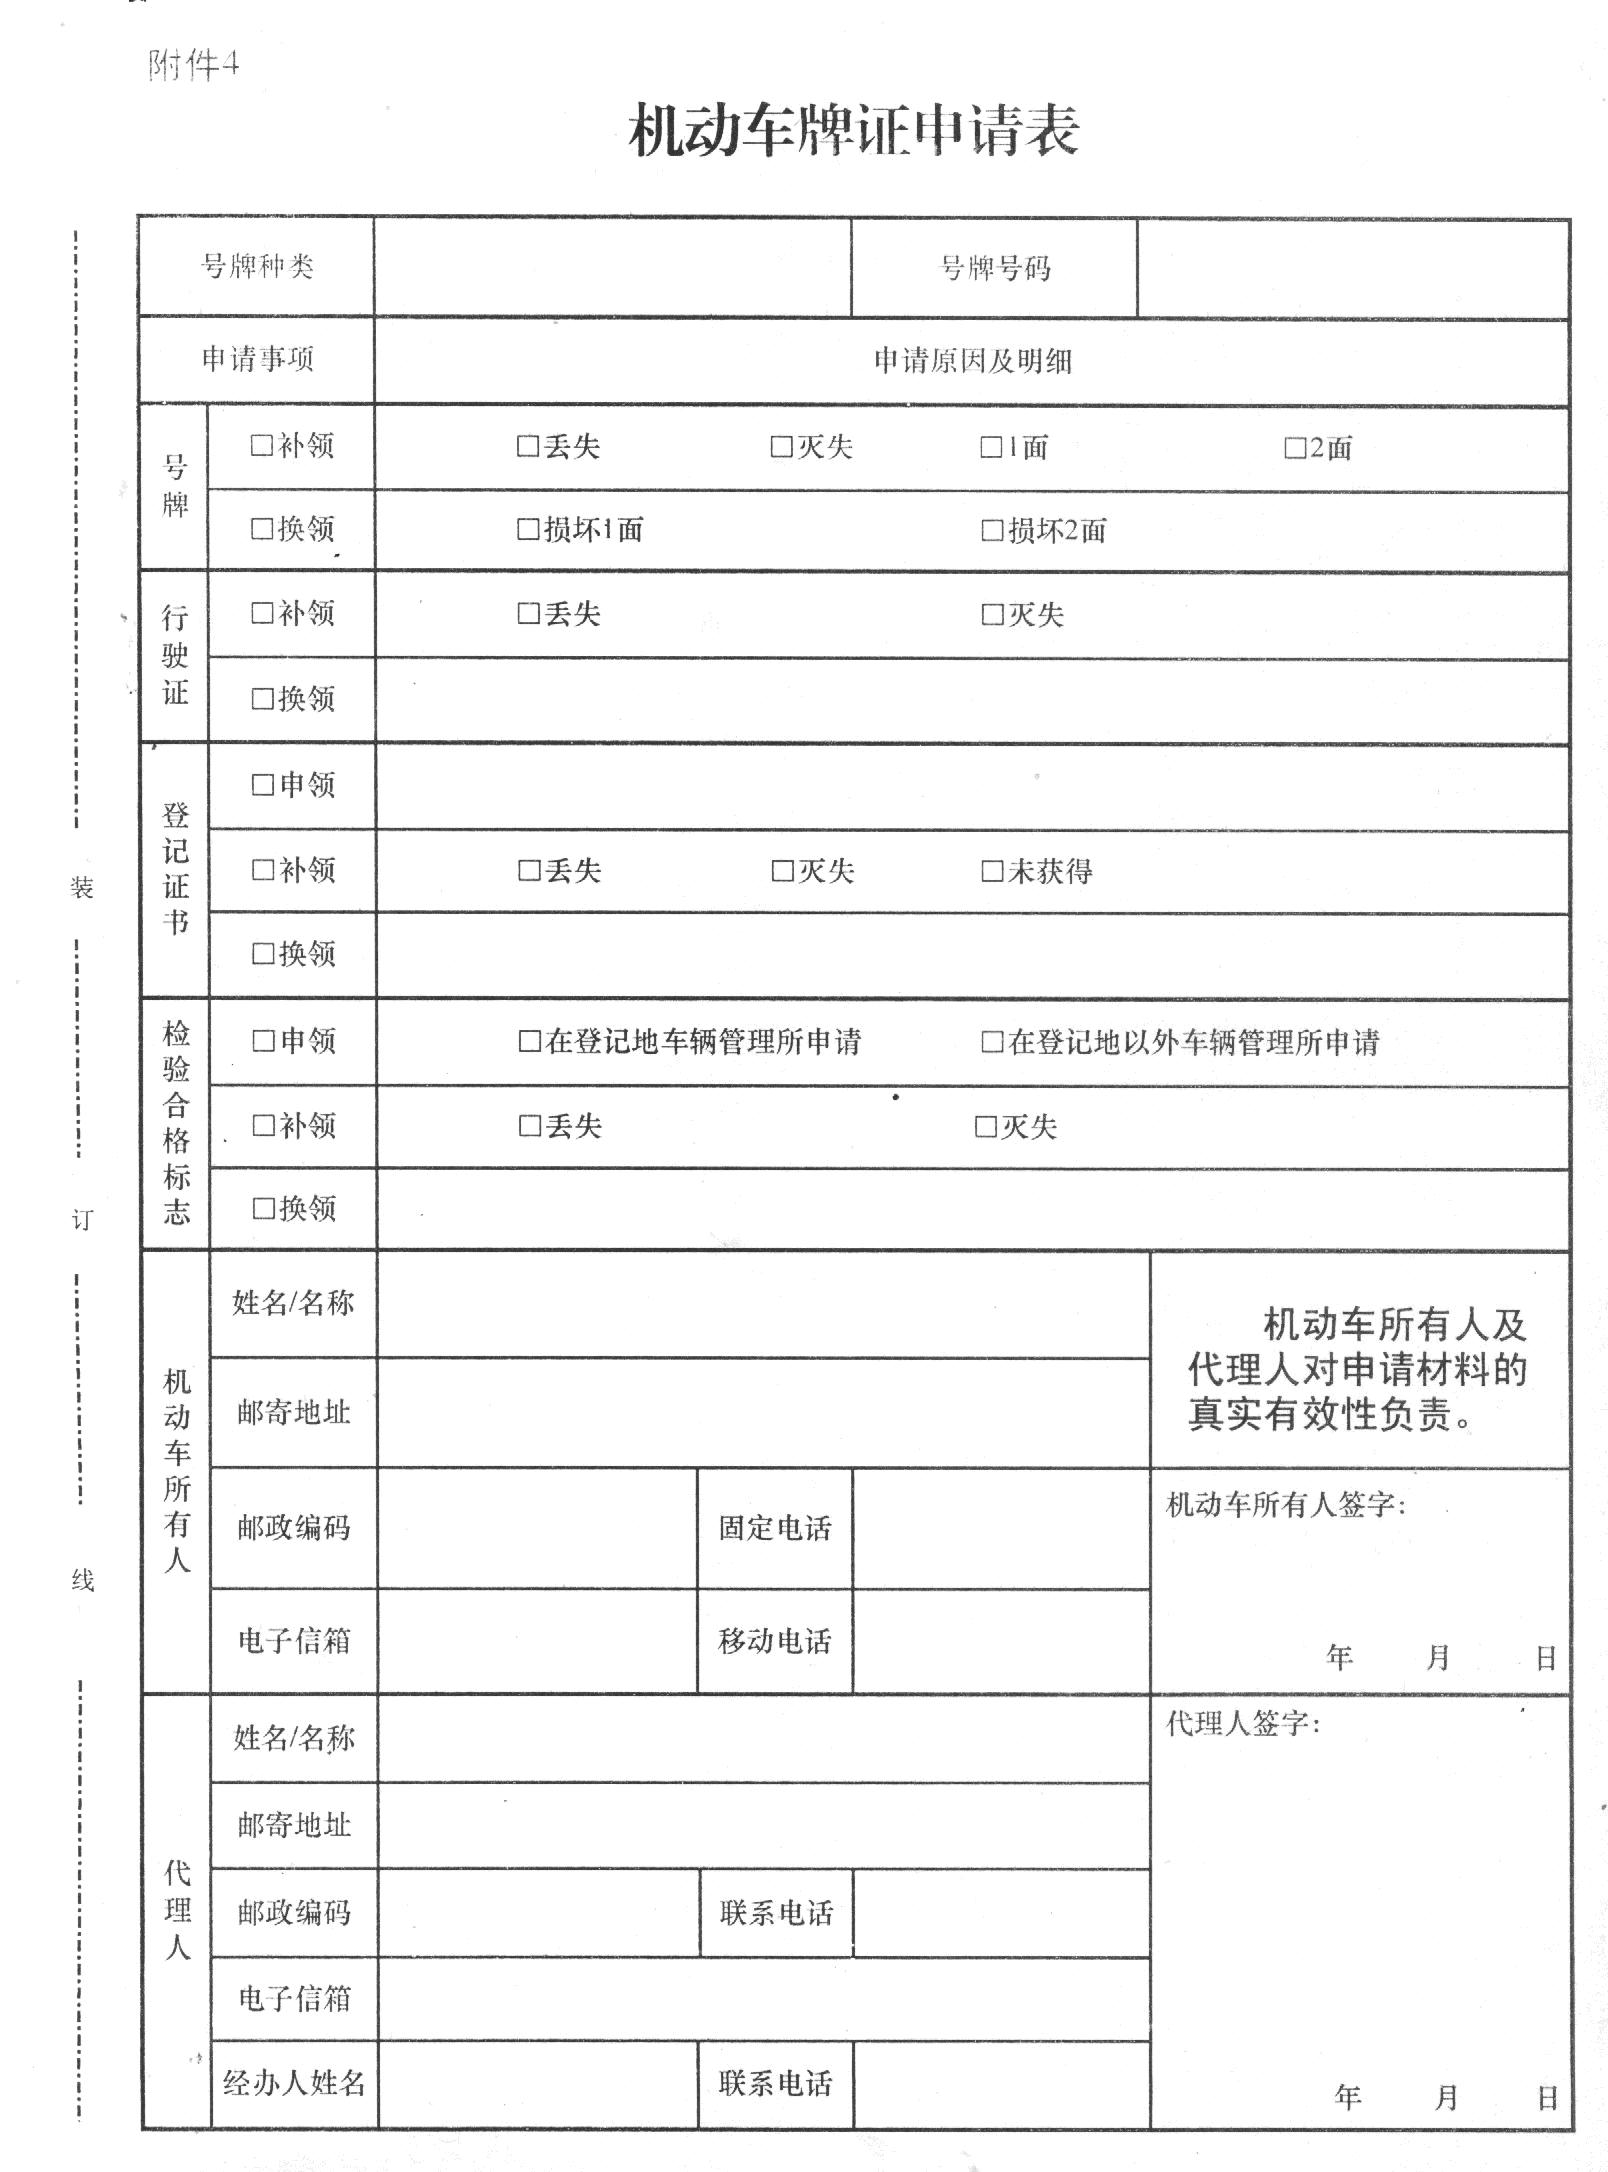 附件4
机动车牌证申请表
号牌种类 号牌号码
申请事项 申请原因及明细
号牌
□补领 □丢失 □灭失 □1面 □2面
□换领 □损坏1面 □损坏2面
行驶证
□补领 □丢失 □灭失
□换领
登记证书
□申领
□补领 □丢失 □灭失 □未获得
□换领
检验合格标志
□申领 □在登记地车辆管理所申请 □在登记地以外车辆管理所申请
□补领 □丢失 □灭失
□换领
机动车所有人
姓名/名称
邮寄地址
邮政编码 固定电话
电子信箱 移动电话
机动车所有人及
代理人对申请材料的
真实有效性负责。
机动车所有人签字:
年 月 日
代理人
姓名/名称
邮寄地址
邮政编码 联系电话
电子信箱
经办人姓名 联系电话
代理人签字:
年 月 日
装
订
线